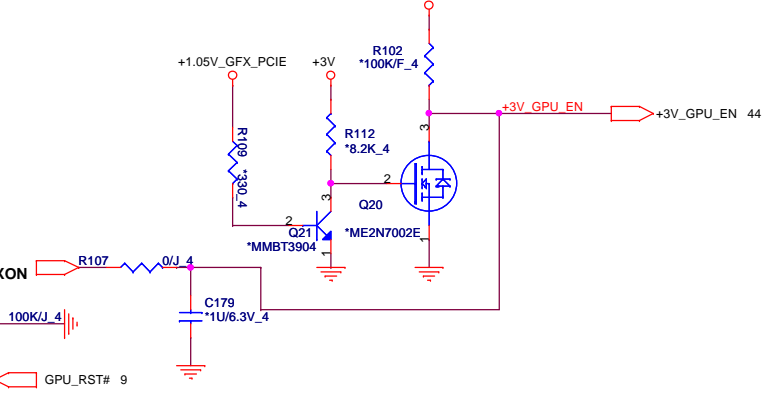 R102
*100K/F_4
+1.05V_GFX_PCIE
+3V
+3V_GPU_EN
+3V_GPU_EN 44
R109
*330_4
R112
*8.2K_4
3
3
2
Q20
*ME2N7002E
2
Q21
*MMBT3904
1
1
XON
R107
0/J_4
C179
*1U/6.3V_4
100K/J_4
GPU_RST# 9